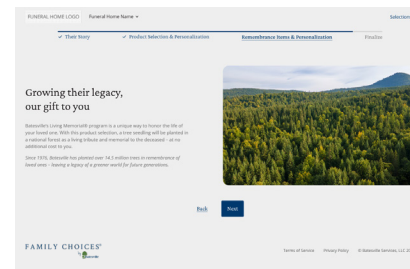 FUNERAL HOME LOGO Funeral Home Name
Selection
Their Story Product Selection & Personalization Remembrance Items & Personalization Finalize
Growing their legacy,
our gift to you
Batesville's Living Memorial® program is a unique way to honor the life of
your loved one. With this product selection, a tree seedling will be planted in
a national forest as a living tribute and memorial to the deceased – at no
additional cost to you.
Since 1976, Batesville has planted over 14.5 million trees in remembrance of
loved ones - leaving a legacy of a greener world for future generations.
Back Next
FAMILY CHOICES®
Terms of Service Privacy Policy © Batesville Services, LLC